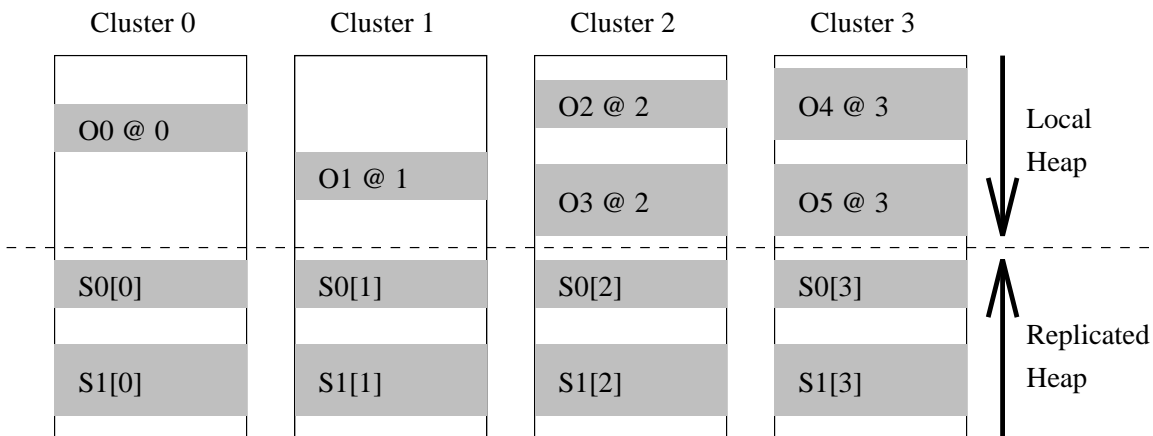 Cluster 0
Cluster 1
Cluster 2
Cluster 3
O0 @ 0
O1 @ 1
O2 @ 2
O3 @ 2
O4 @ 3
O5 @ 3
Local
Heap
S0[0]
S0[1]
S0[2]
S0[3]
S1[0]
S1[1]
S1[2]
S1[3]
Replicated
Heap